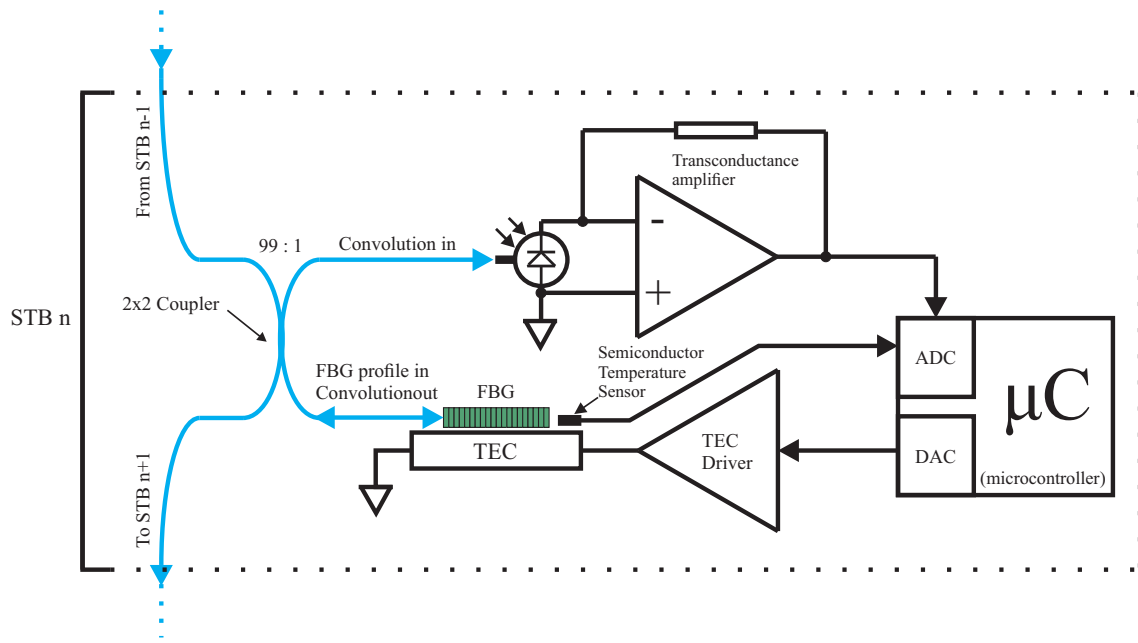 From STB n-1
99 : 1
Convolution in
Transconductance
amplifier
-
+
2x2 Coupler
STB n
Semiconductor
Temperature
Sensor
FBG profile in
Convolutionout
FBG
TEC
TEC
Driver
ADC
DAC
μC
(microcontroller)
To STB n+1